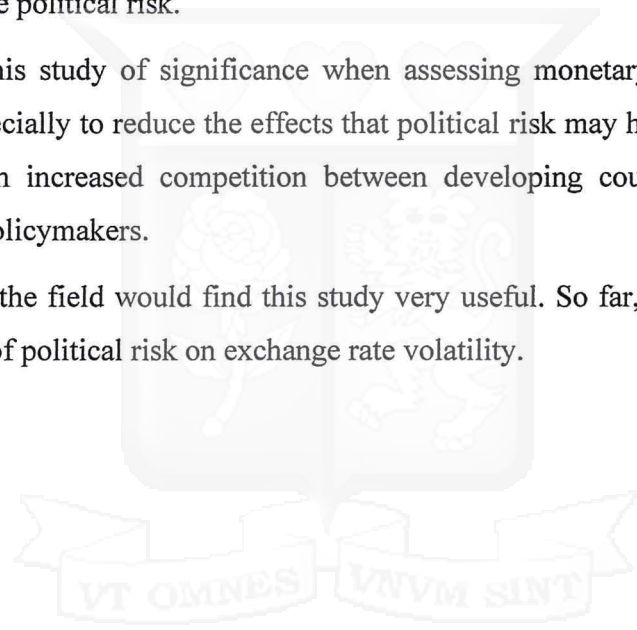 e political risk.
his study of significance when assessing monetary
cially to reduce the effects that political risk may h
n increased competition between developing cou
olicymakers.
the field would find this study very useful. So far,
of political risk on exchange rate volatility.
VT OMNES VNVM SINT